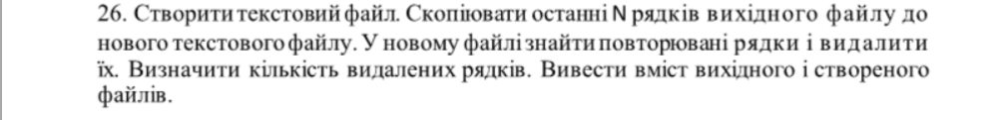 26. Створити текстовий файл. Скопіювати останні N рядків вихідного файлу до
нового текстового файлу. У новому файлі знайти повторювані рядки і видалити
їх. Визначити кількість видалених рядків. Вивести вміст вихідного і створеного
файлів.